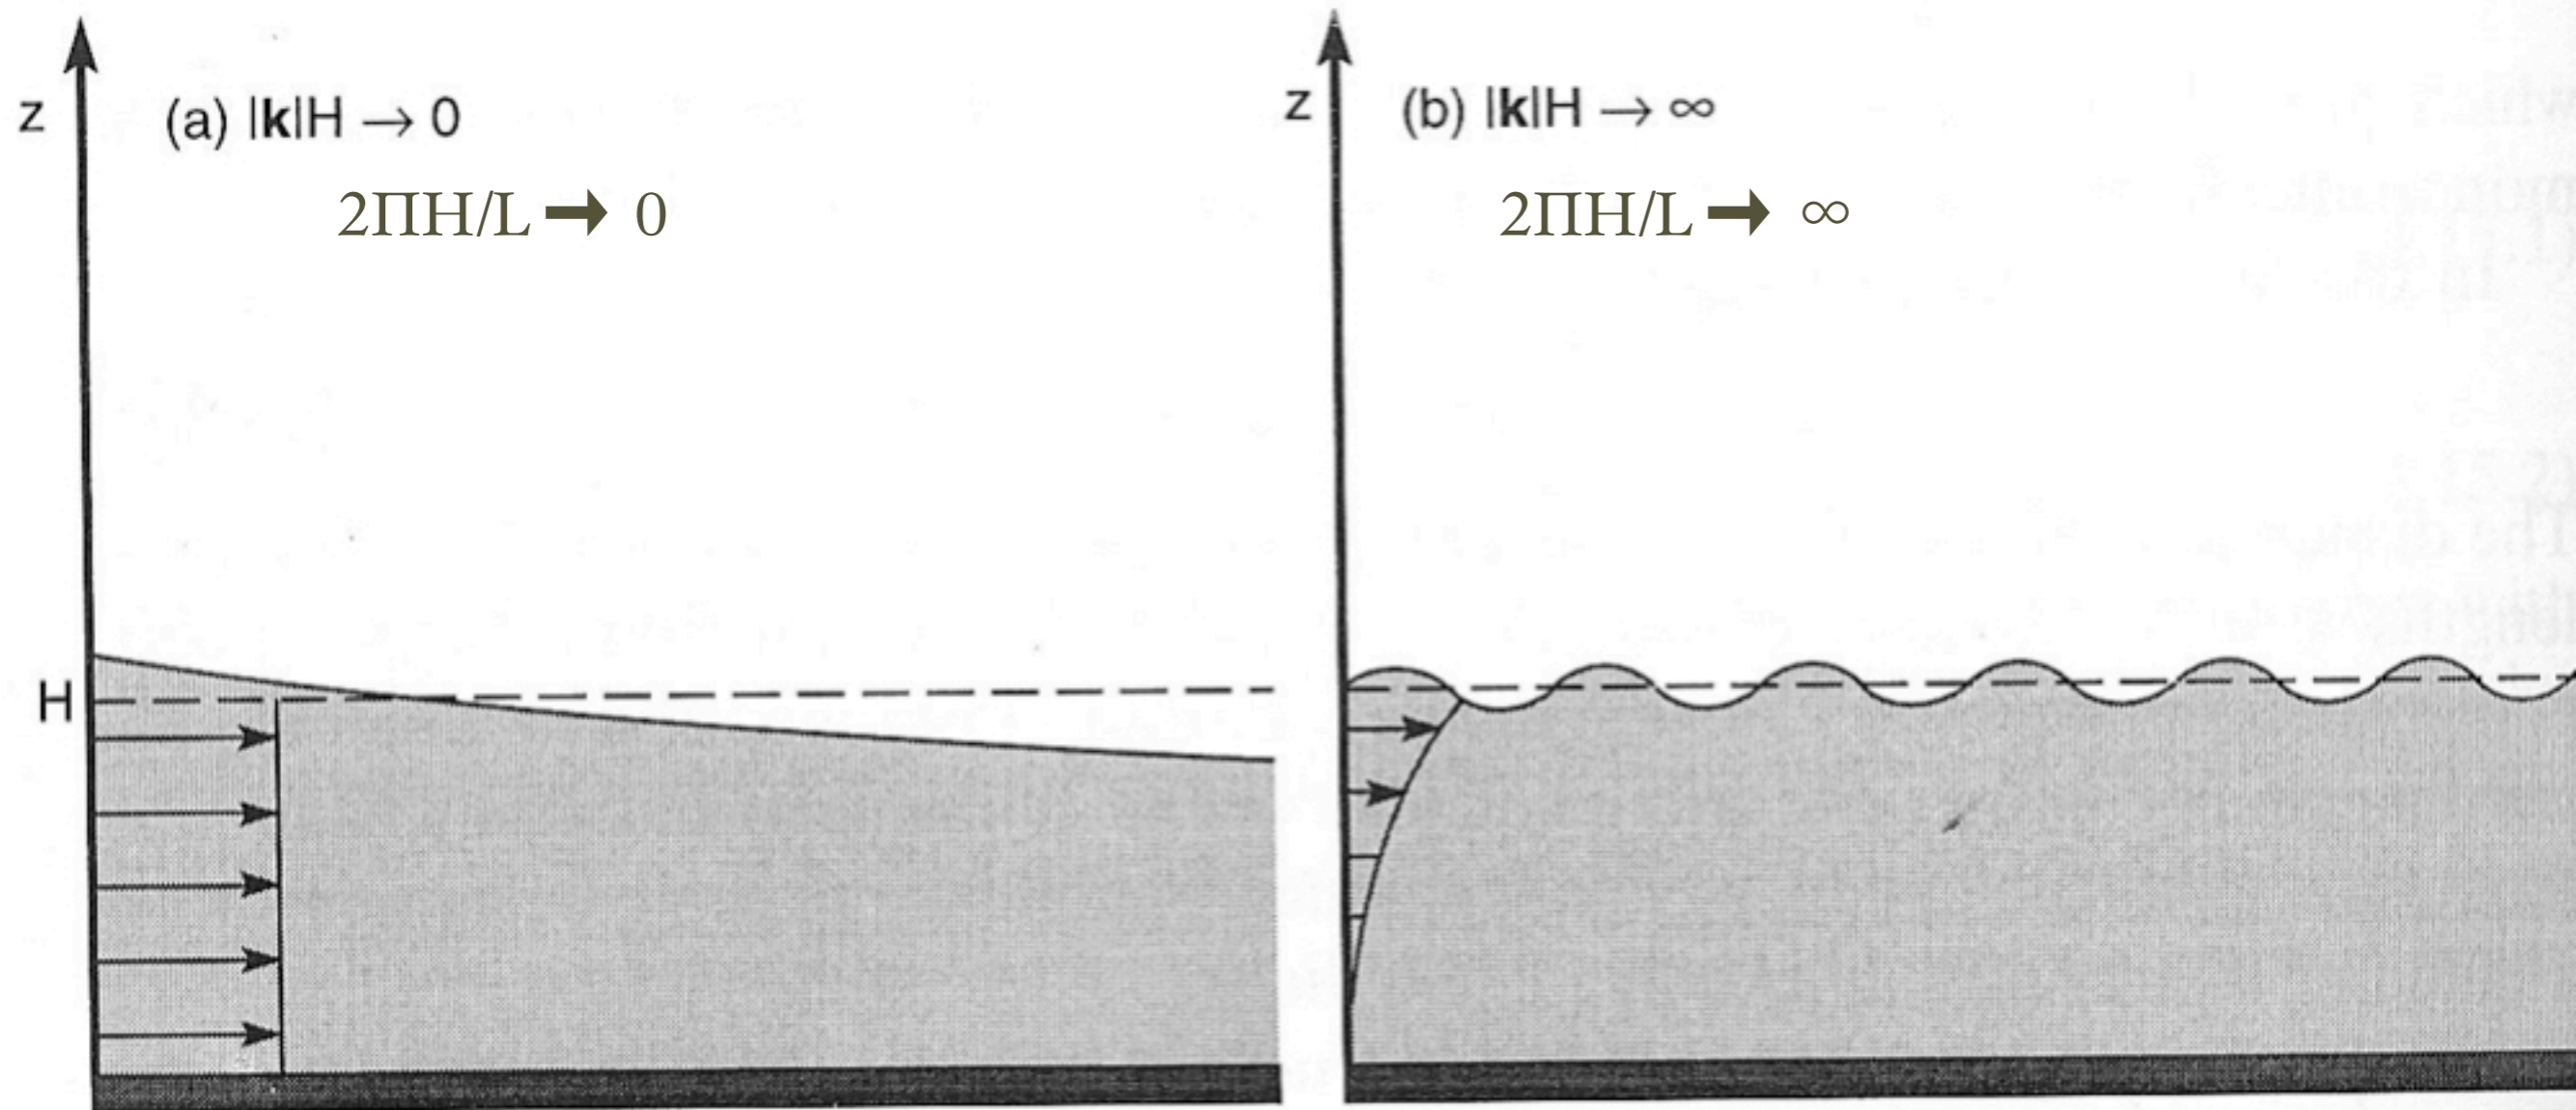 z
(a) |k|H → 0
2ΠH/L → 0
H
z
(b) |k|H → ∞
2ΠH/L → ∞